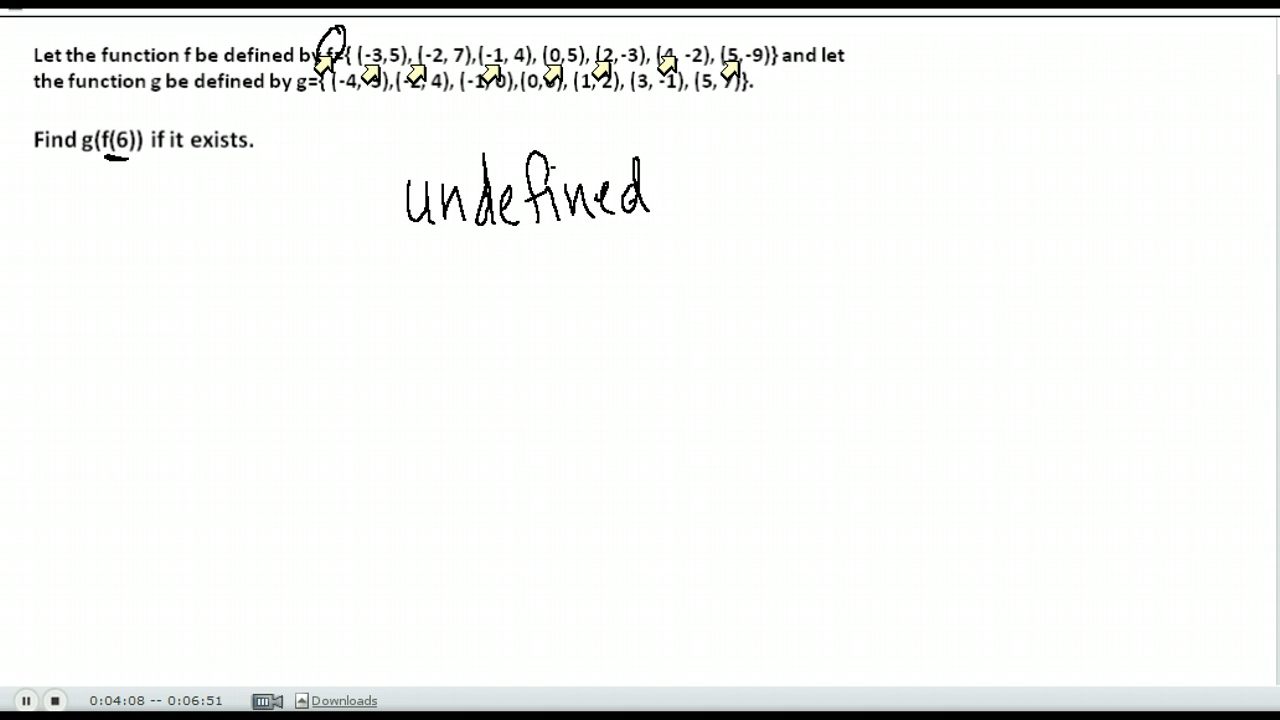 Let the function f be defined by f={ (-3,5), (-2, 7),(-1, 4), (0,5), (2,-3), (4, -2), (5,-9)} and let
the function g be defined by g={ (-4, ),(-2, 4), (-1, 0),(0, ), (1, 2), (3, -1), (5, 7)}.
Find g(f(6)) if it exists.
undefined
0:04:08 -- 0:06:51
Downloads